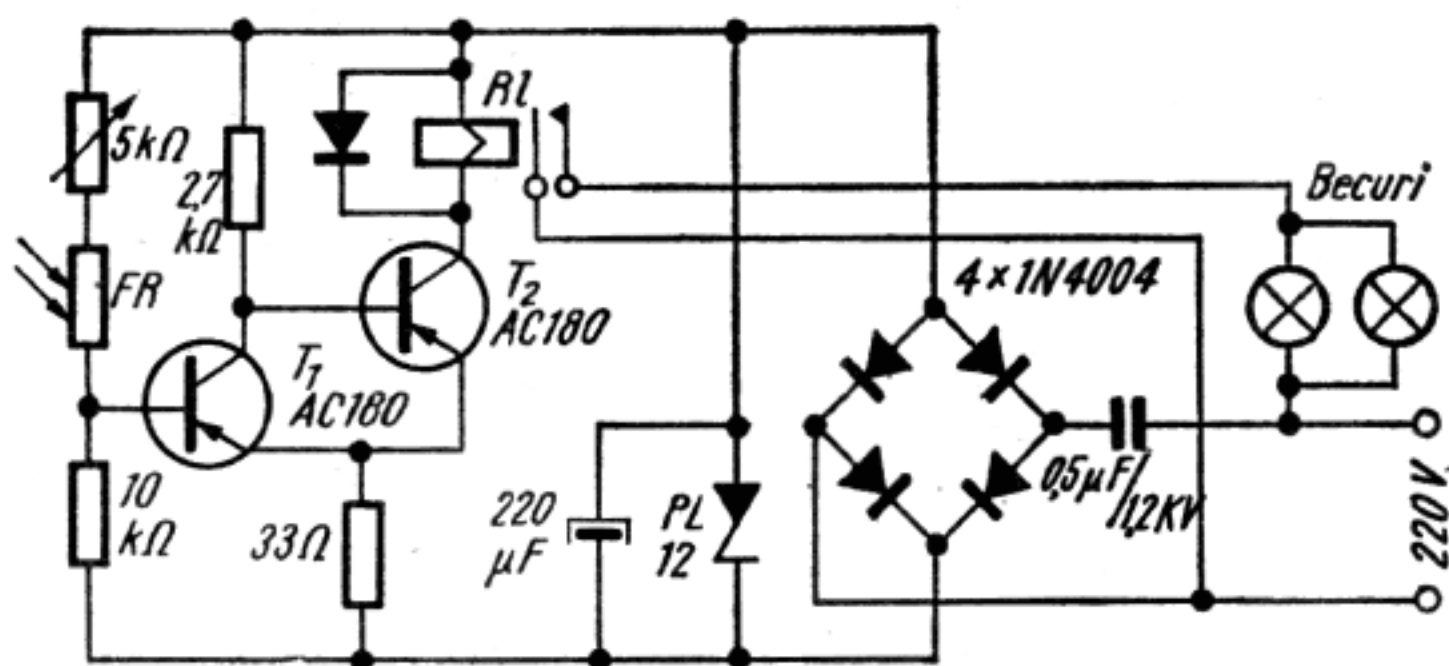 5kΩ
2,7
kΩ
Rl
FR
T1
AC180
T2
AC180
10
kΩ
33Ω
220
μF
PL
12
4×1N4004
0,5μF/1,2KV
Becuri
220V